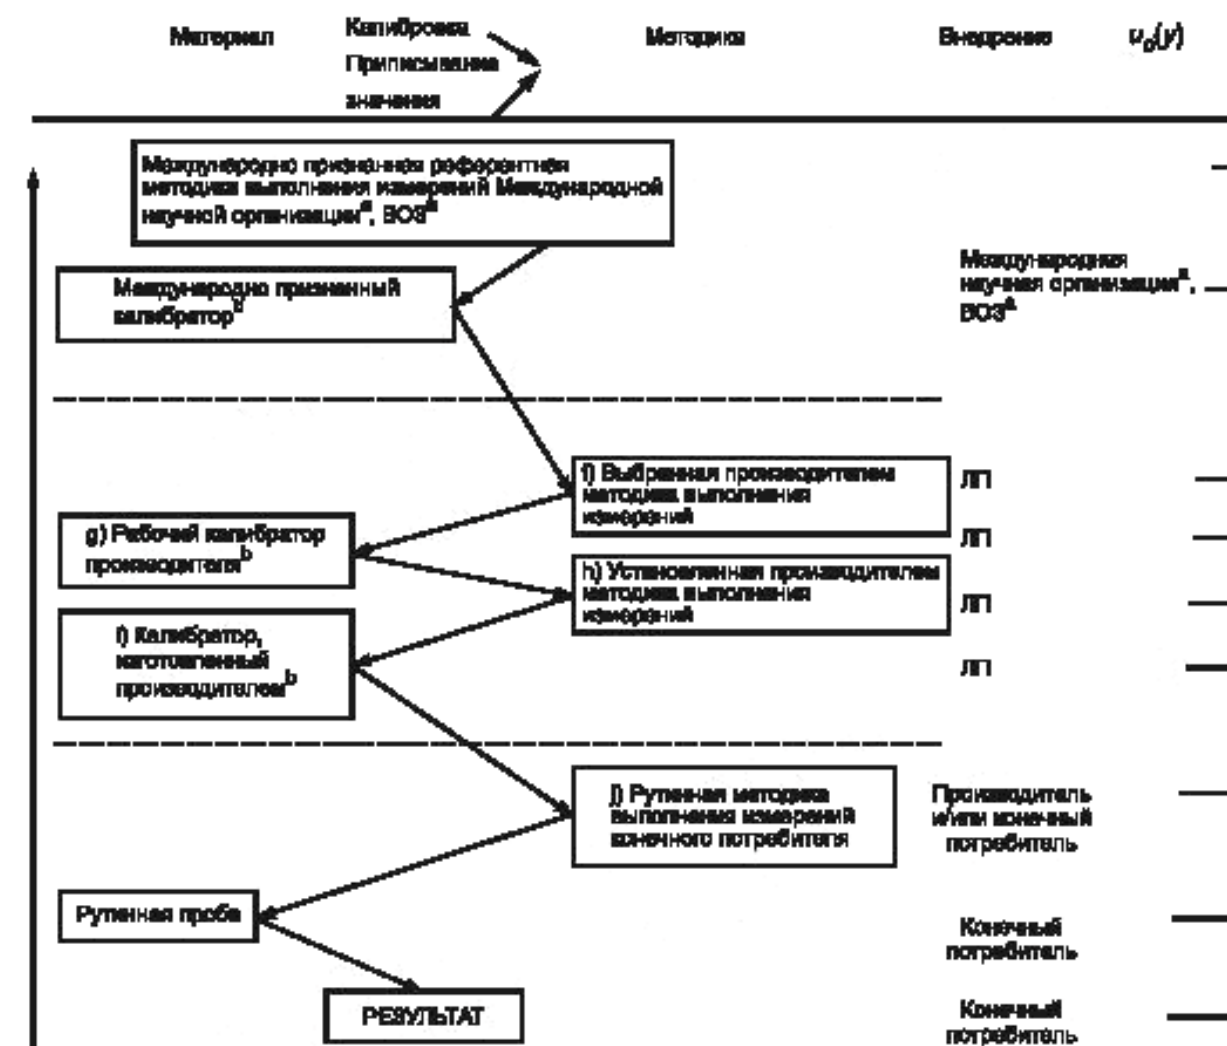 Материал
Калибровка
Приписывание
значения
Методика
Внедрение
u_c(y)
Международно признанная референтная
методика выполнения измерений Международной
научной организации^a, ВОЗ^a
Международно признанный
калибратор^b
Международная
научная организация^a,
ВОЗ^a
f) Выбранная производителем
методика выполнения
измерений
ЛП
g) Рабочий калибратор
производителя^b
ЛП
h) Установленная производителем
методика выполнения
измерений
ЛП
i) Калибратор,
изготовленный
производителем^b
ЛП
j) Рутинная методика
выполнения измерений
конечного потребителя
Производитель
и/или конечный
потребитель
Рутинная проба
Конечный
потребитель
РЕЗУЛЬТАТ
Конечный
потребитель